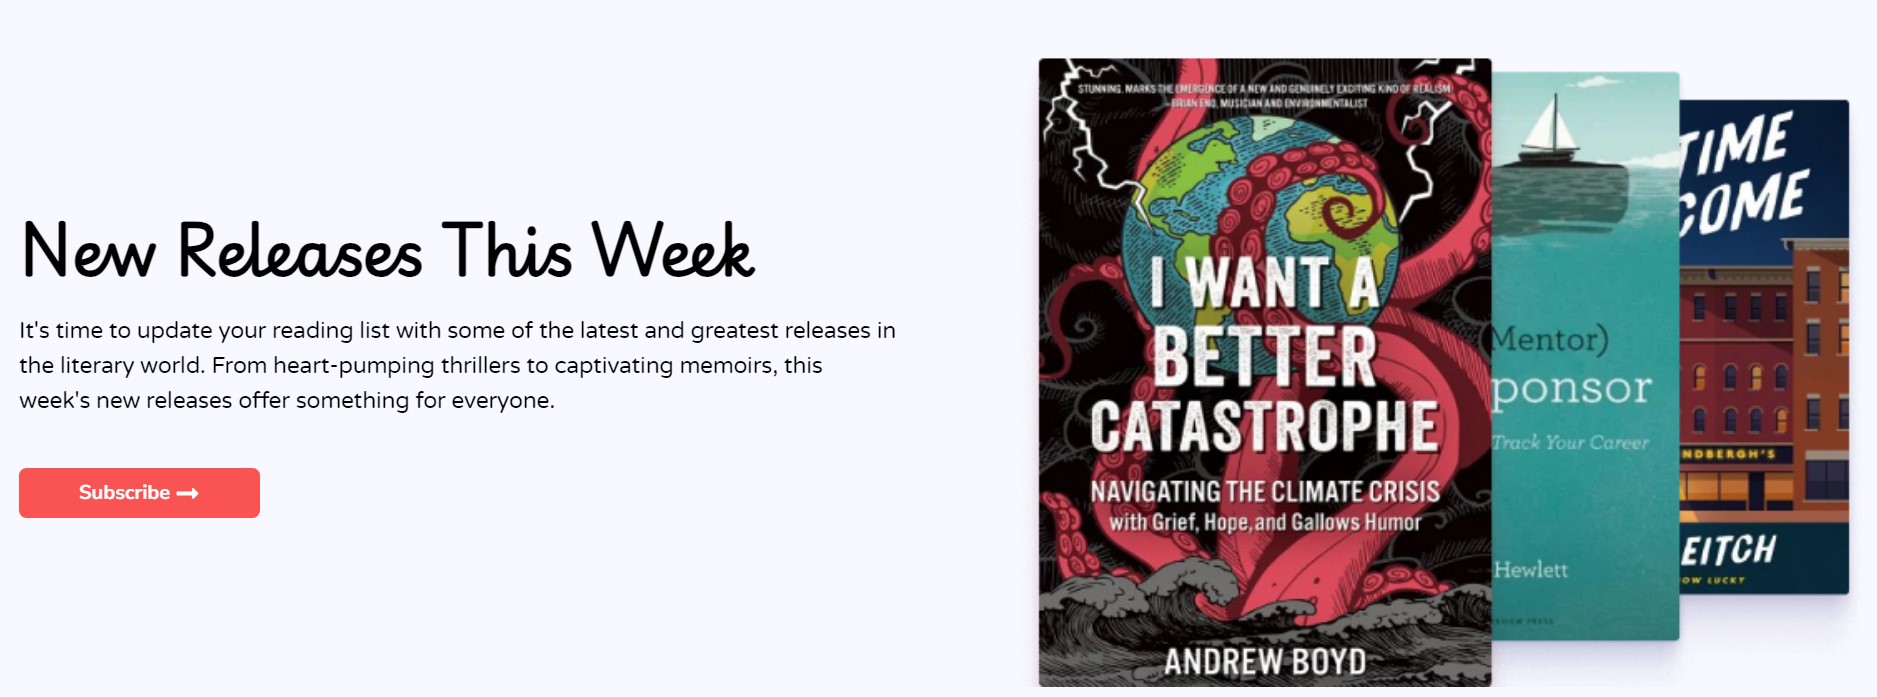 New Releases This Week
It's time to update your reading list with some of the latest and greatest releases in
the literary world. From heart-pumping thrillers to captivating memoirs, this
week's new releases offer something for everyone.
Subscribe
STUNNING. MARKS THE EMERGENCE OF A NEW AND GENUINELY EXCITING KIND OF REALISM
—BRIAN ENO, MUSICIAN AND ENVIRONMENTALIST
I WANT A
BETTER
CATASTROPHE
NAVIGATING THE CLIMATE CRISIS
with Grief, Hope, and Gallows Humor
ANDREW BOYD
(Mentor)
ponsor
Track Your Career
Hewlett
EVIEW PRESS
TIME
COME
NDBERGH'S
EITCH
OW LUCKY